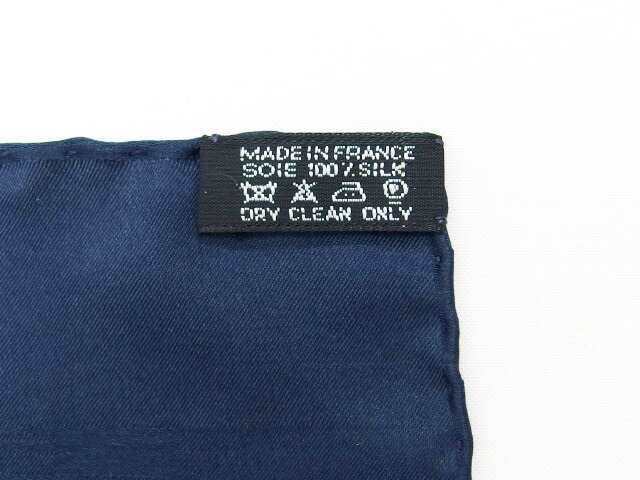 MADE IN FRANCE
SOIE 100% SILK
DRY CLEAN ONLY